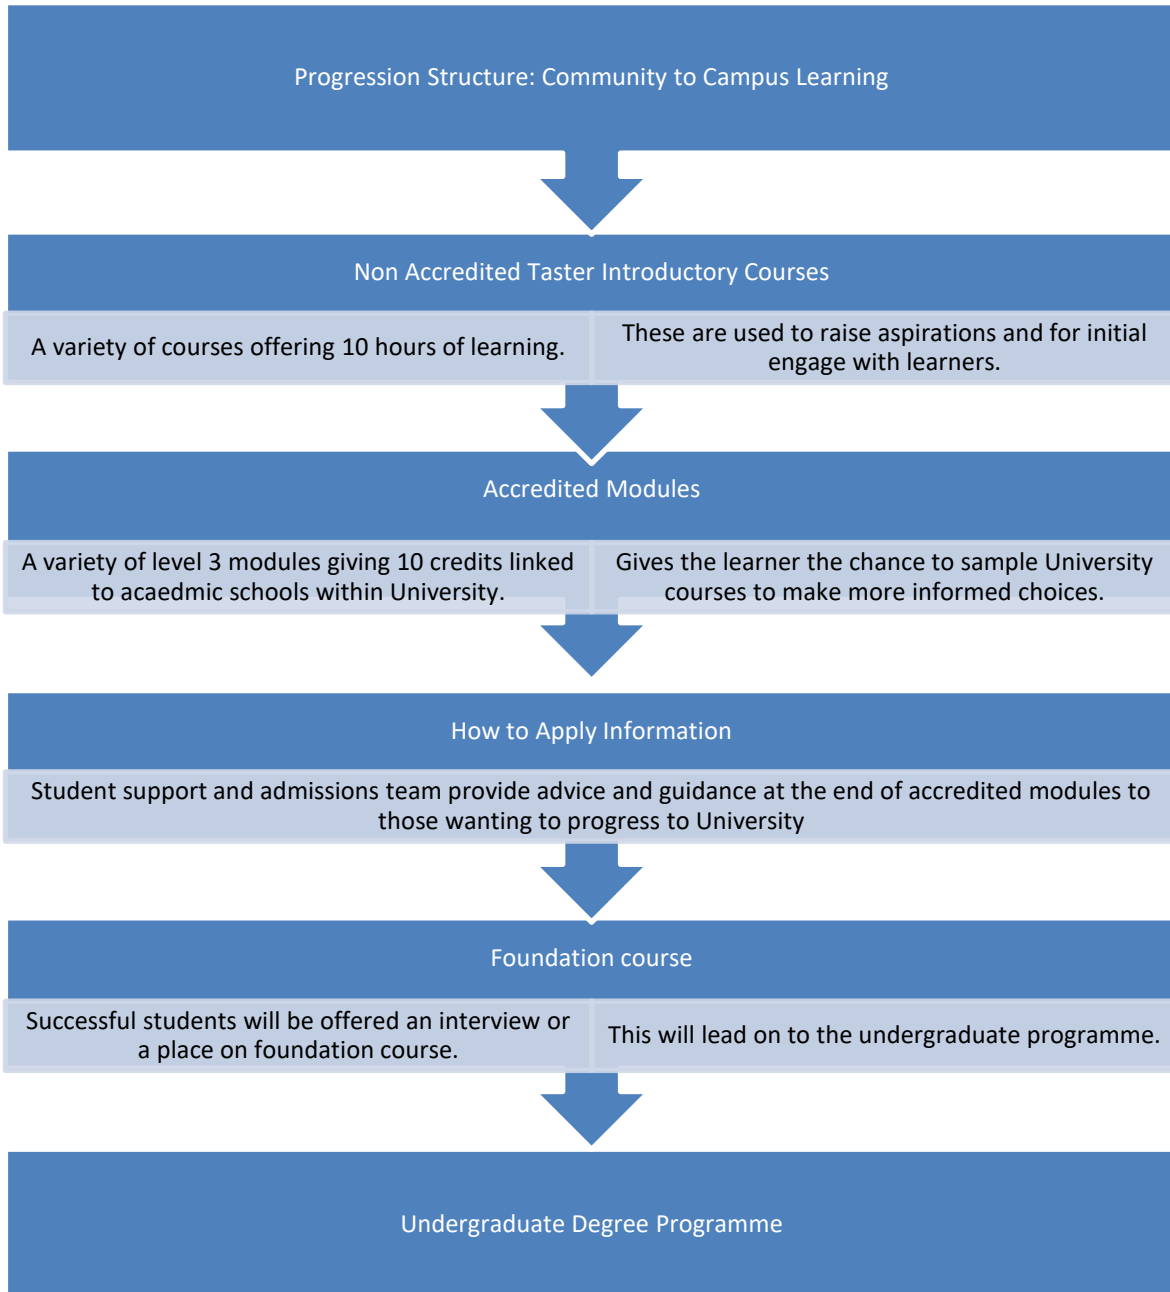 Progression Structure: Community to Campus Learning
Non Accredited Taster Introductory Courses
A variety of courses offering 10 hours of learning.
These are used to raise aspirations and for initial
engage with learners.
Accredited Modules
A variety of level 3 modules giving 10 credits linked
to acaedmic schools within University.
Gives the learner the chance to sample University
courses to make more informed choices.
How to Apply Information
Student support and admissions team provide advice and guidance at the end of accredited modules to
those wanting to progress to University
Foundation course
Successful students will be offered an interview or
a place on foundation course.
This will lead on to the undergraduate programme.
Undergraduate Degree Programme